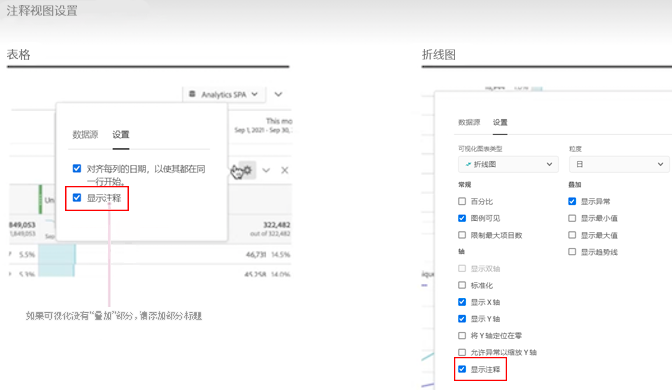 注释视图设置
表格
Analytics SPA
This mo
Sep 1, 2021 - Sep 30,
数据源 设置
对齐每列的日期，以使其都在同
一行开始。
显示注释
Un
849,053
322,482
1,849,053
out of 322,482
5.5%
46,731 14.5%
5.3%
45,258 14.0%
如果可视化没有“叠加”部分，请添加部分标题
折线图
数据源 设置
可视化图表类型 粒度
折线图 日
常规 叠加
百分比 显示异常
图例可见 显示最小值
限制最大项目数 显示最大值
轴 显示趋势线
显示双轴
标准化
显示 X 轴
显示 Y 轴
将 Y 轴定位在零
允许异常以缩放 Y 轴
显示注释
nique